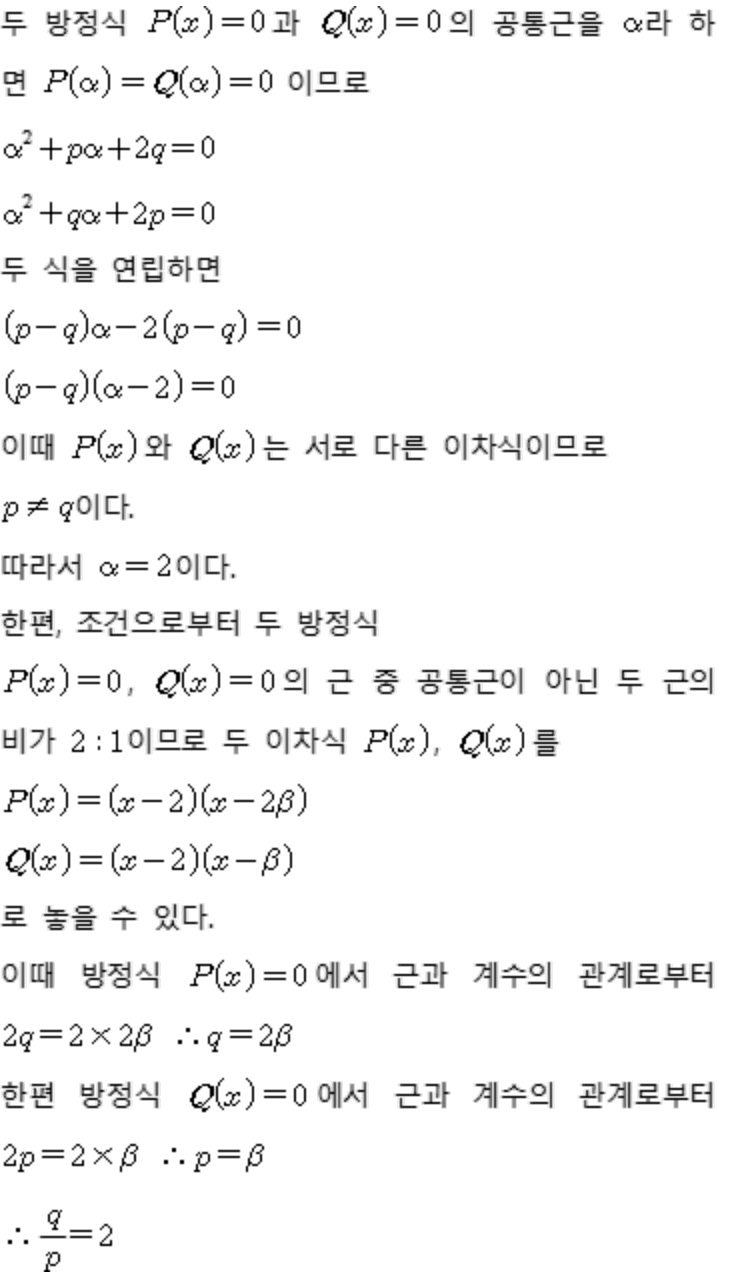 두 방정식 P(x)=0과 Q(x)=0의 공통근을 α라 하
면 P(α)=Q(α)=0 이므로
α²+pα+2q=0
α²+qα+2p=0
두 식을 연립하면
(p-q)α-2(p-q)=0
(p-q)(α-2)=0
이때 P(x)와 Q(x)는 서로 다른 이차식이므로
p≠q이다.
따라서 α=2이다.
한편, 조건으로부터 두 방정식
P(x)=0, Q(x)=0의 근 중 공통근이 아닌 두 근의
비가 2:1이므로 두 이차식 P(x), Q(x)를
P(x)=(x-2)(x-2β)
Q(x)=(x-2)(x-β)
로 놓을 수 있다.
이때 방정식 P(x)=0에서 근과 계수의 관계로부터
2q=2×2β ∴q=2β
한편 방정식 Q(x)=0에서 근과 계수의 관계로부터
2p=2×β ∴p=β
∴ q/p=2